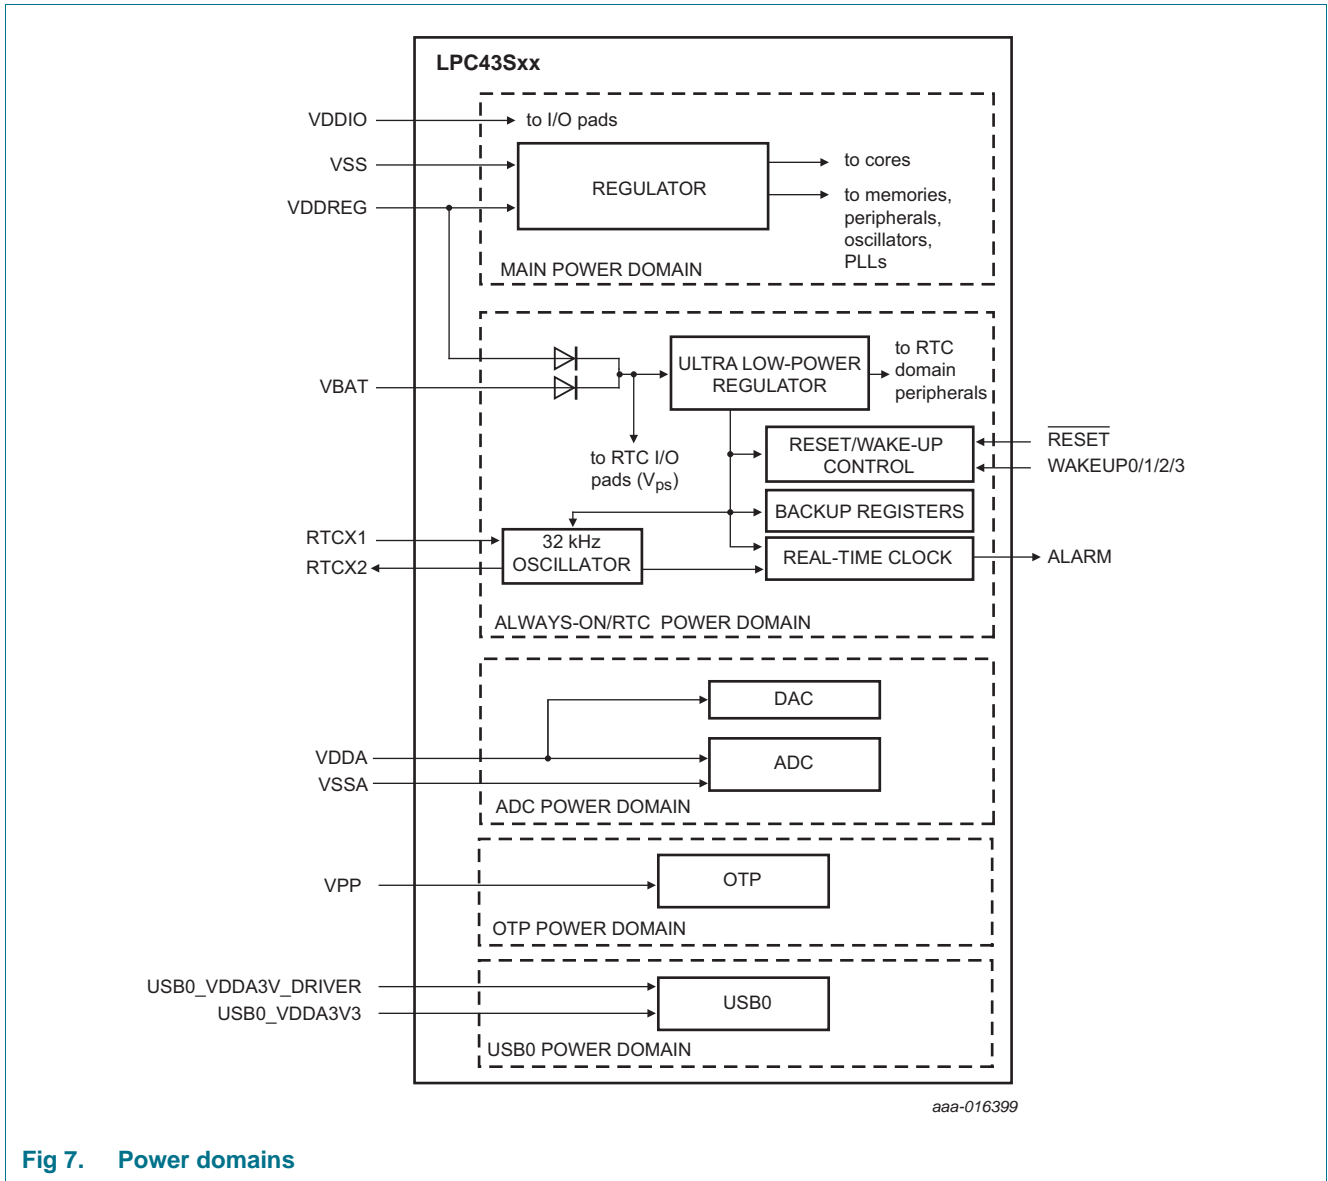 LPC43Sxx
VDDIO
to I/O pads
VSS
REGULATOR
to cores
VDDREG
to memories,
peripherals,
oscillators,
PLLs
MAIN POWER DOMAIN
VBAT
ULTRA LOW-POWER
REGULATOR
to RTC
domain
peripherals
to RTC I/O
pads (Vps)
RESET/WAKE-UP
CONTROL
RESET
WAKEUP0/1/2/3
BACKUP REGISTERS
RTCX1
RTCX2
32 kHz
OSCILLATOR
REAL-TIME CLOCK
ALARM
ALWAYS-ON/RTC POWER DOMAIN
DAC
VDDA
ADC
VSSA
ADC POWER DOMAIN
VPP
OTP
OTP POWER DOMAIN
USB0_VDDA3V_DRIVER
USB0_VDDA3V3
USB0
USB0 POWER DOMAIN
aaa-016399
Fig 7. Power domains